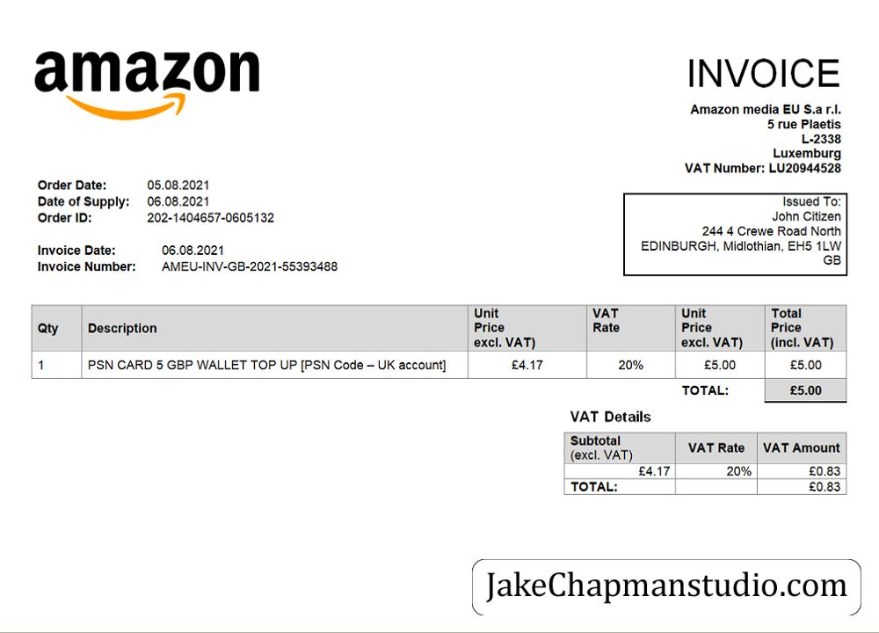 amazon
INVOICE
Amazon media EU S.a r.l.
5 rue Plaetis
L-2338
Luxemburg
VAT Number: LU20944528
Order Date: 05.08.2021
Date of Supply: 06.08.2021
Order ID: 202-1404657-0605132
Invoice Date: 06.08.2021
Invoice Number: AMEU-INV-GB-2021-55393488
Issued To:
John Citizen
244 4 Crewe Road North
EDINBURGH, Midlothian, EH5 1LW
GB
Qty Description Unit Price excl. VAT) VAT Rate Unit Price excl. VAT) Total Price (incl. VAT)
1 PSN CARD 5 GBP WALLET TOP UP [PSN Code – UK account] £4.17 20% £5.00 £5.00
TOTAL: £5.00
VAT Details
Subtotal (excl. VAT) VAT Rate VAT Amount
£4.17 20% £0.83
TOTAL: £0.83
JakeChapmanstudio.com